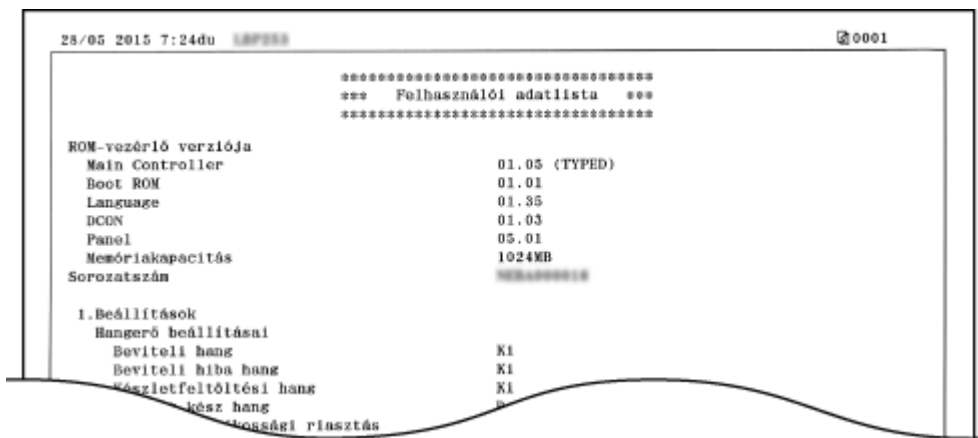 28/05 2015 7:24du 0001
**********************************
*** Felhasználói adatlista ***
**********************************
ROM-vezérlő verziója
Main Controller 01.05 (TYPED)
Boot ROM 01.01
Language 01.35
DCON 01.03
Panel 05.01
Memóriakapacitás 1024MB
Sorozatszám
1.Beállítások
Hangerő beállításai
Beviteli hang Ki
Beviteli hiba hang Ki
Készletfeltöltési hang Ki
kész hang
riasztás